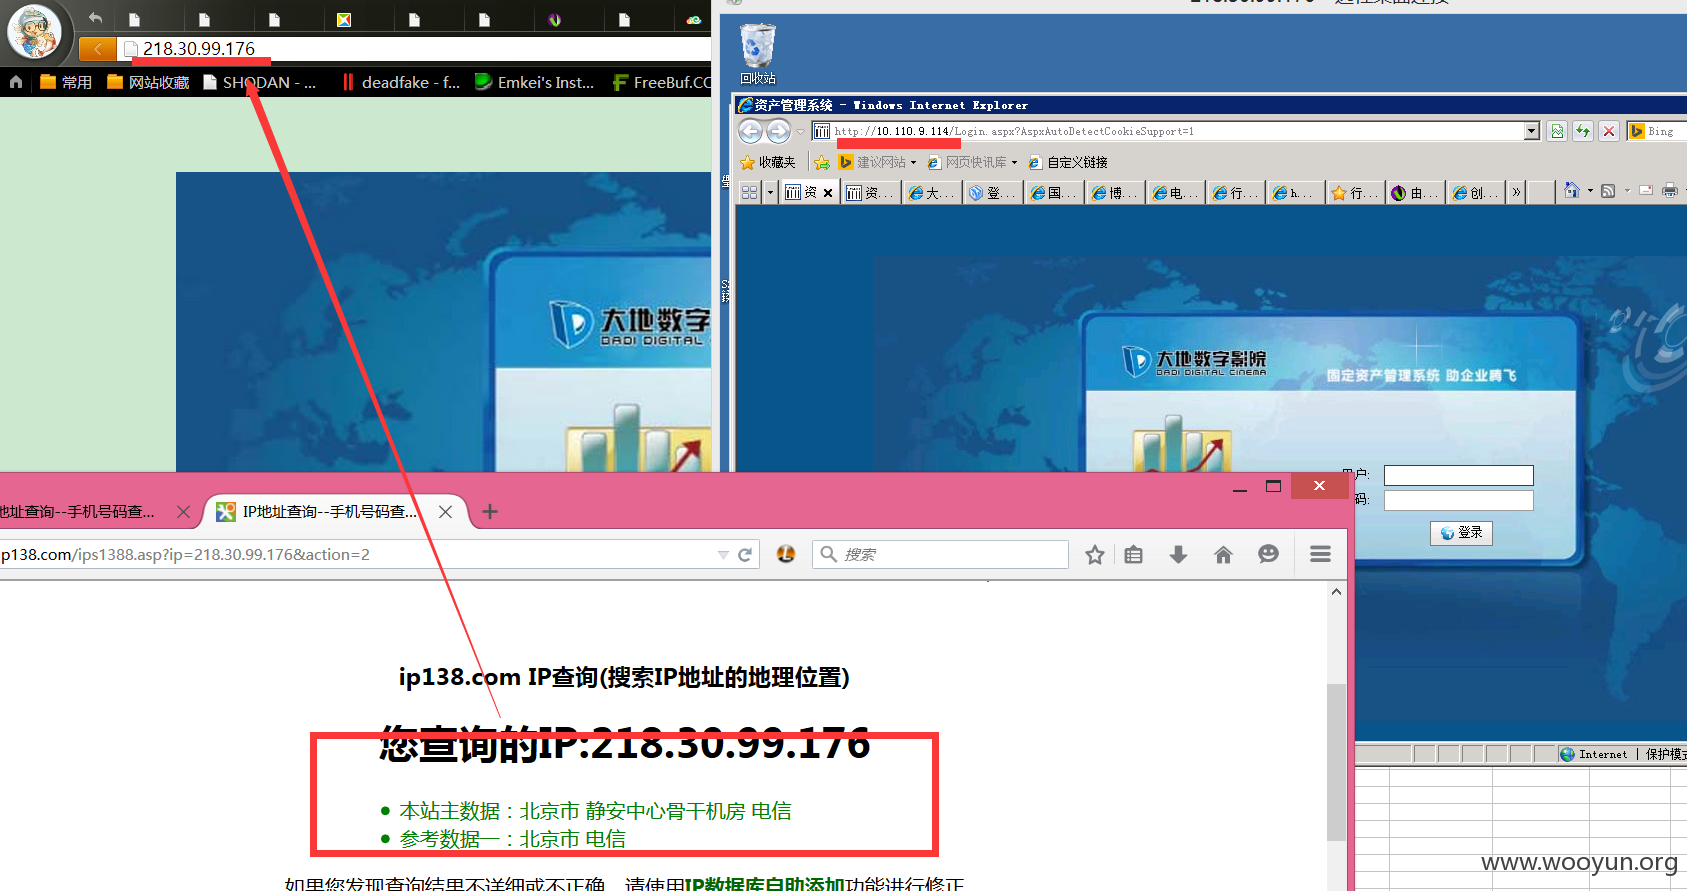 218.30.99.176
常用
网站收藏
SHODAN - ...
deadfake - f...
Emkei's Inst...
FreeBuf.CC
大地数字
DADI DIGITAL
回收站
资产管理系统 - Windows Internet Explorer
http://10.110.9.114/Login.aspx?AspxAutoDetectCookieSupport=1
Bing
收藏夹
建议网站
网页快讯库
自定义链接
资
资...
大...
登...
国...
博...
电...
行...
h...
行...
由...
创...
大地数字影院
DADI DIGITAL CINEMA
固定资产管理系统 助企业腾飞
用户:
码:
登录
地址查询--手机号码查...
IP地址查询--手机号码查...
p138.com/ips1388.asp?ip=218.30.99.176&action=2
搜索
ip138.com IP查询(搜索IP地址的地理位置)
您查询的IP:218.30.99.176
本站主数据：北京市 静安中心骨干机房 电信
参考数据一：北京市 电信
如果您发现查询结果不详细或不正确，请使用IP数据库自助添加功能进行修正
Internet | 保护模式
www.wooyun.org